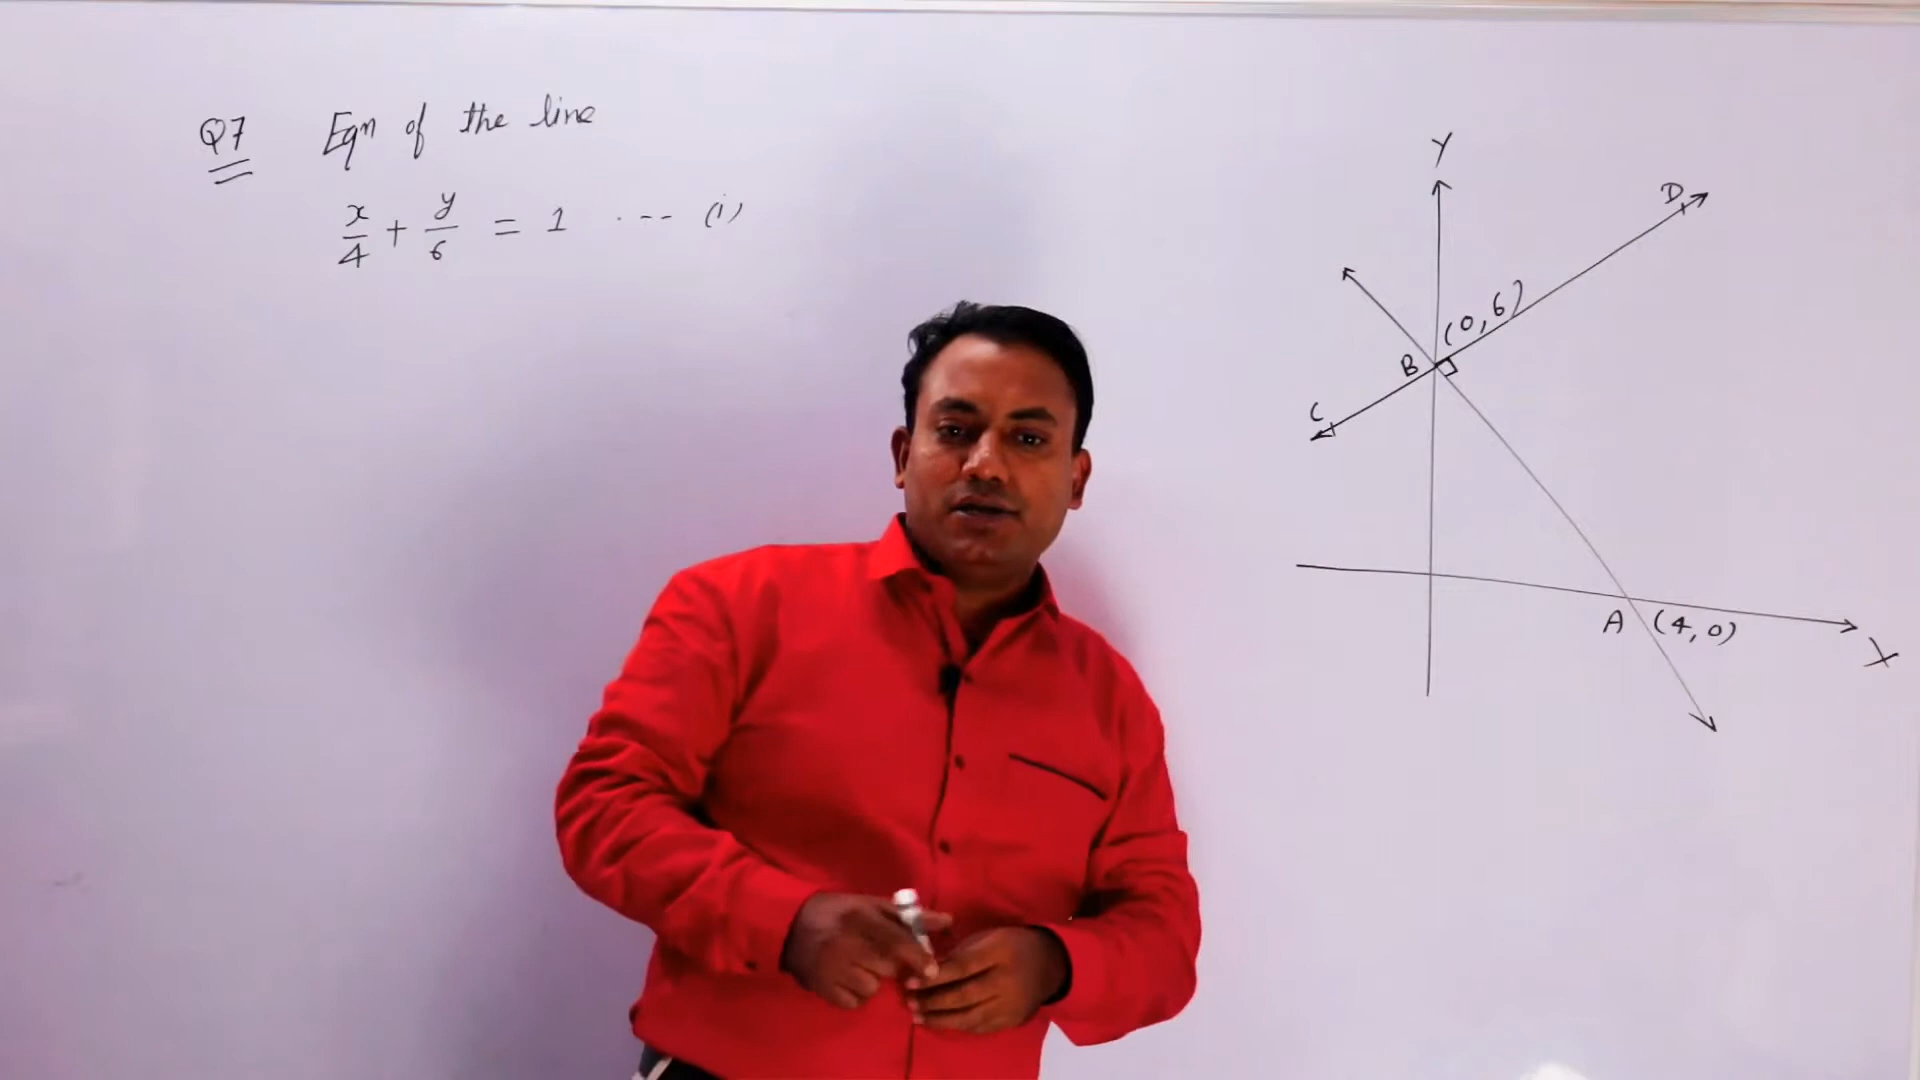 Q7 Eqn of the line
x/4 + y/6 = 1 --- (i)
Y
D
(0,6)
B
C
A (4,0)
X